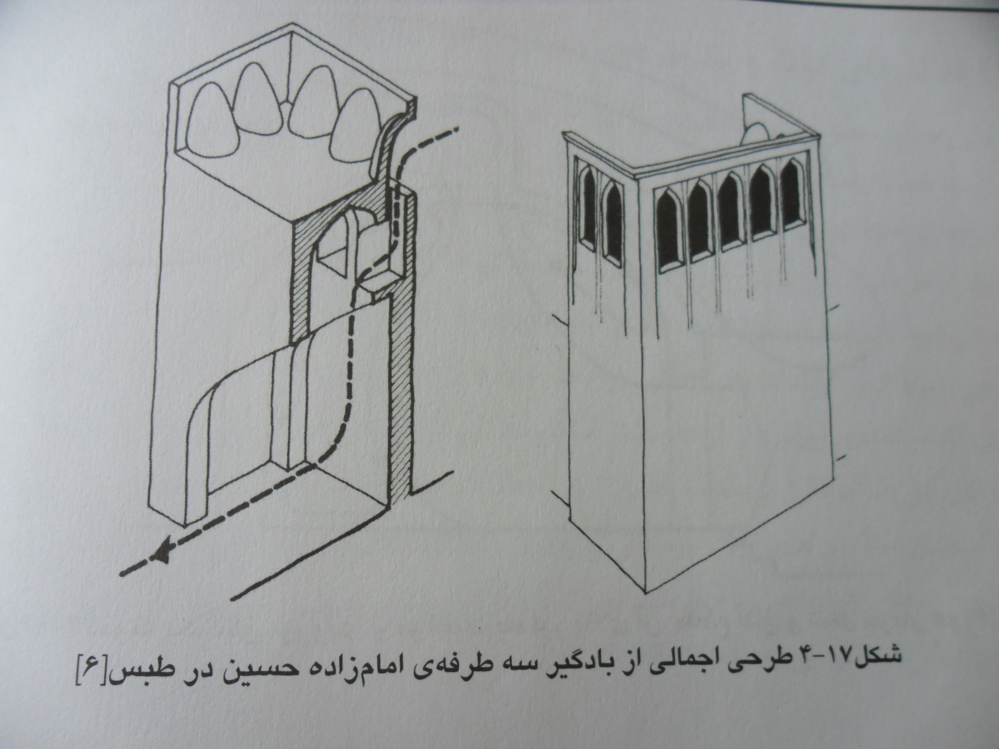 شکل۱۷-۴ طرحی اجمالی از بادگیر سه طرفه‌ی امام‌زاده حسین در طبس[۶]